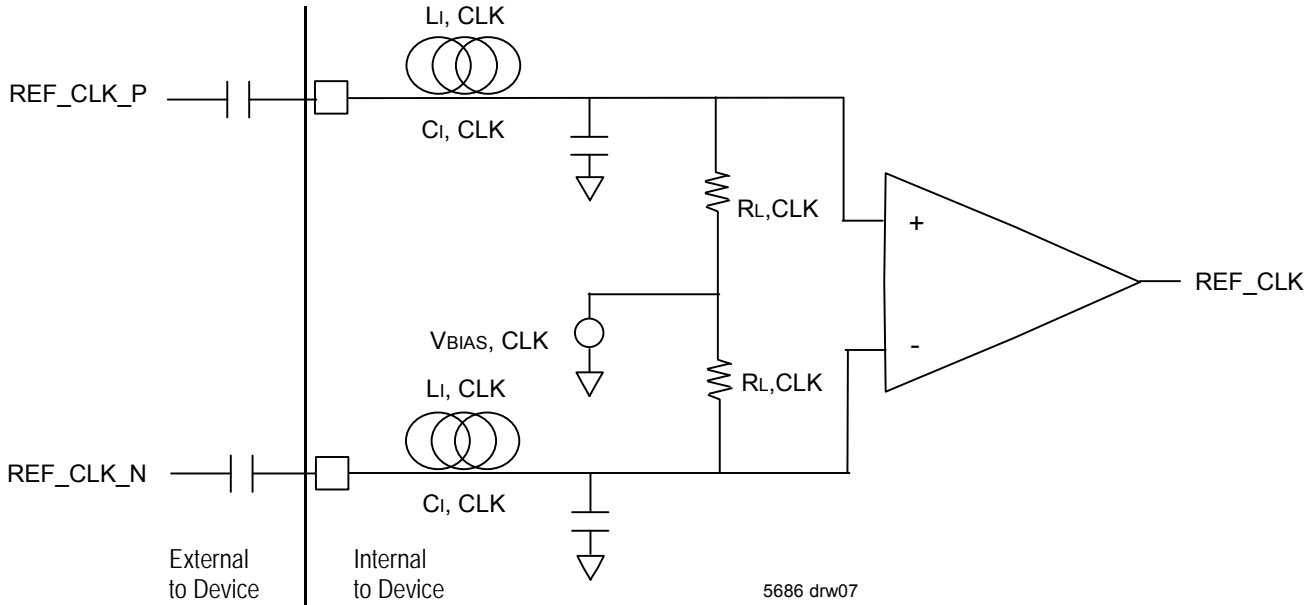 LI, CLK
REF_CLK_P
CI, CLK
RL,CLK
+
REF_CLK
VBIAS, CLK
-
RL,CLK
LI, CLK
REF_CLK_N
CI, CLK
External
to Device
Internal
to Device
5686 drw07